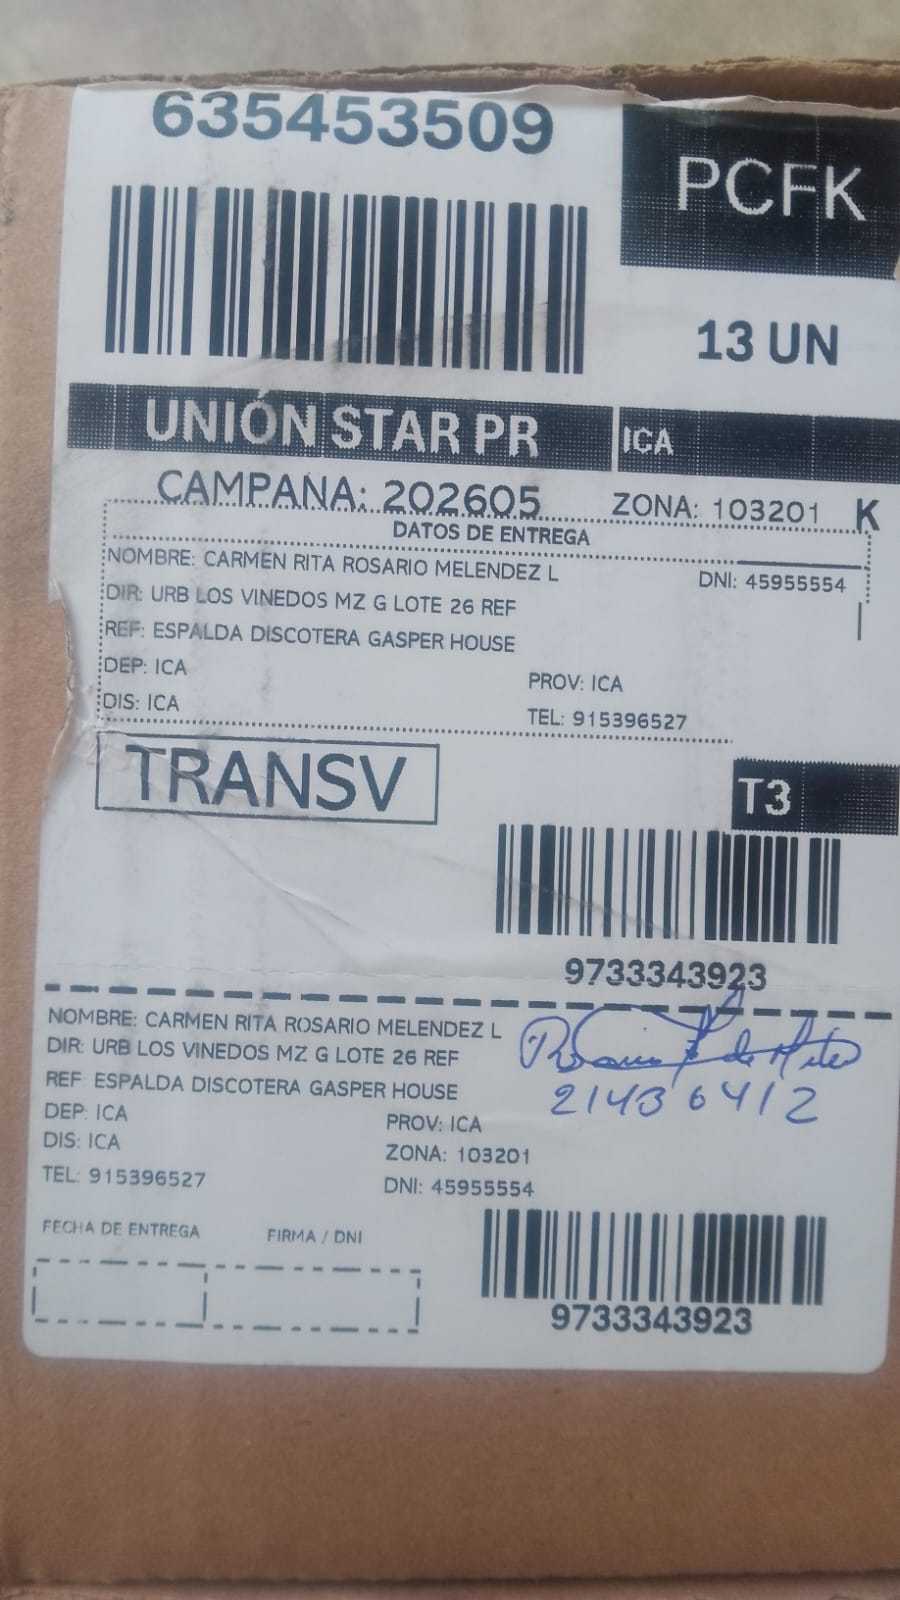 635453509
PCFK
13 UN
UNIÓN STAR PR
ICA
CAMPANA: 202605
ZONA: 103201 K
DATOS DE ENTREGA
NOMBRE: CARMEN RITA ROSARIO MELENDEZ L
DNI: 45955554
DIR: URB LOS VINEDOS MZ G LOTE 26 REF
REF: ESPALDA DISCOTERA GASPER HOUSE
DEP: ICA
PROV: ICA
DIS: ICA
TEL: 915396527
TRANSV
T3
9733343923
NOMBRE: CARMEN RITA ROSARIO MELENDEZ L
DIR: URB LOS VINEDOS MZ G LOTE 26 REF
REF: ESPALDA DISCOTERA GASPER HOUSE
21436412
DEP: ICA
PROV: ICA
DIS: ICA
ZONA: 103201
TEL: 915396527
DNI: 45955554
FECHA DE ENTREGA
FIRMA / DNI
9733343923